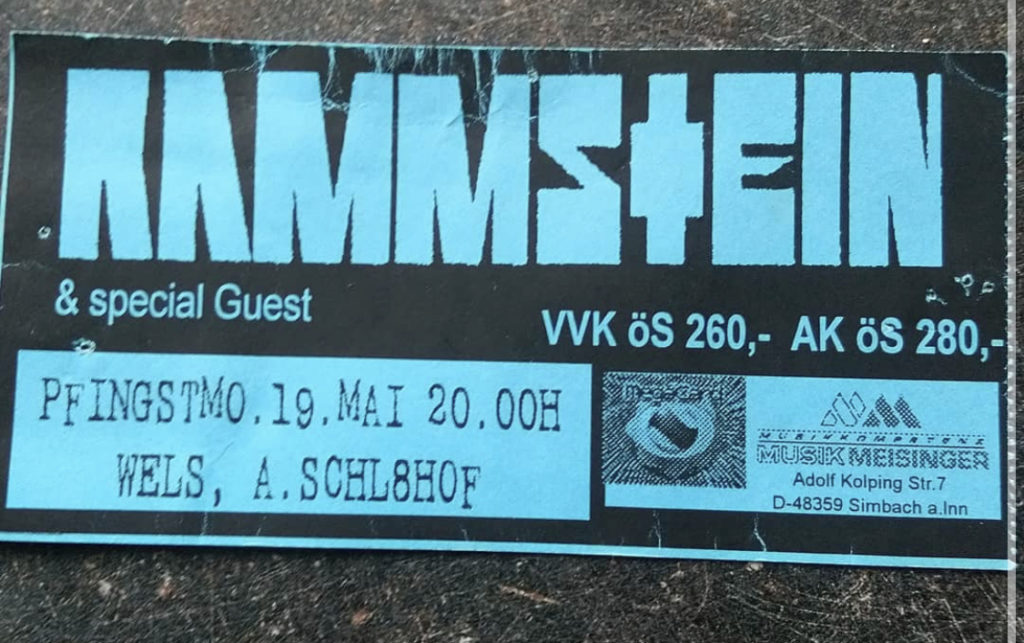 RAMMSTEIN
& special Guest
VVK öS 260,- AK öS 280,-
PFINGSTMO.19.MAI 20.00H
WELS, A.SCHL8HOF
MUSIKKOMPETENZ
MUSIK MEISINGER
Adolf Kolping Str.7
D-48359 Simbach a.Inn